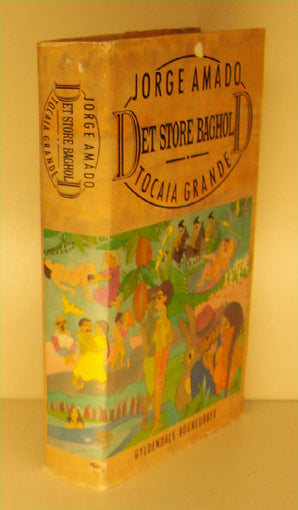 JORGE AMADO
DET STORE BAGHOLD
TOCAIA GRANDE
JORGE AMADO
DET STORE BAGHOLD
TOCAIA GRANDE
GYLDENDALS BOGKLUBBER